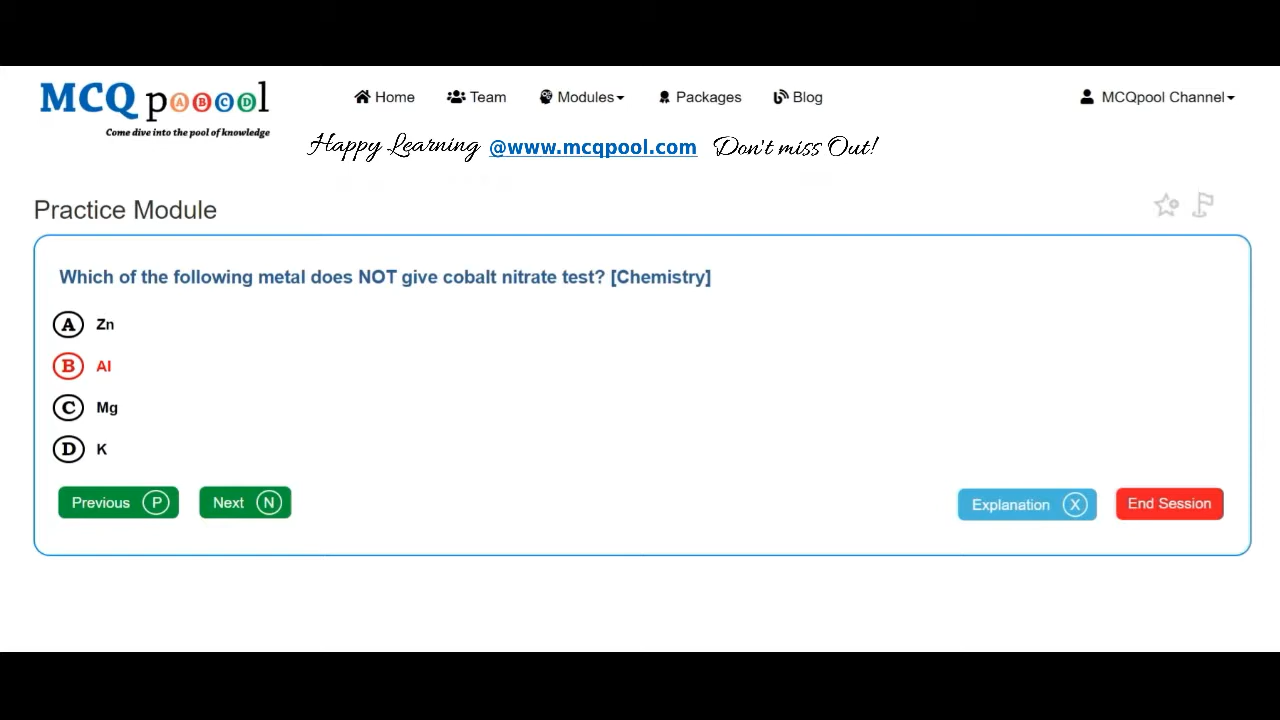 MCQ pooool
Come dive into the pool of knowledge
Home Team Modules Packages Blog MCQpool Channel
Happy Learning @www.mcqpool.com Don't miss Out!
Practice Module
Which of the following metal does NOT give cobalt nitrate test? [Chemistry]
A Zn
B Al
C Mg
D K
Previous P Next N Explanation X End Session